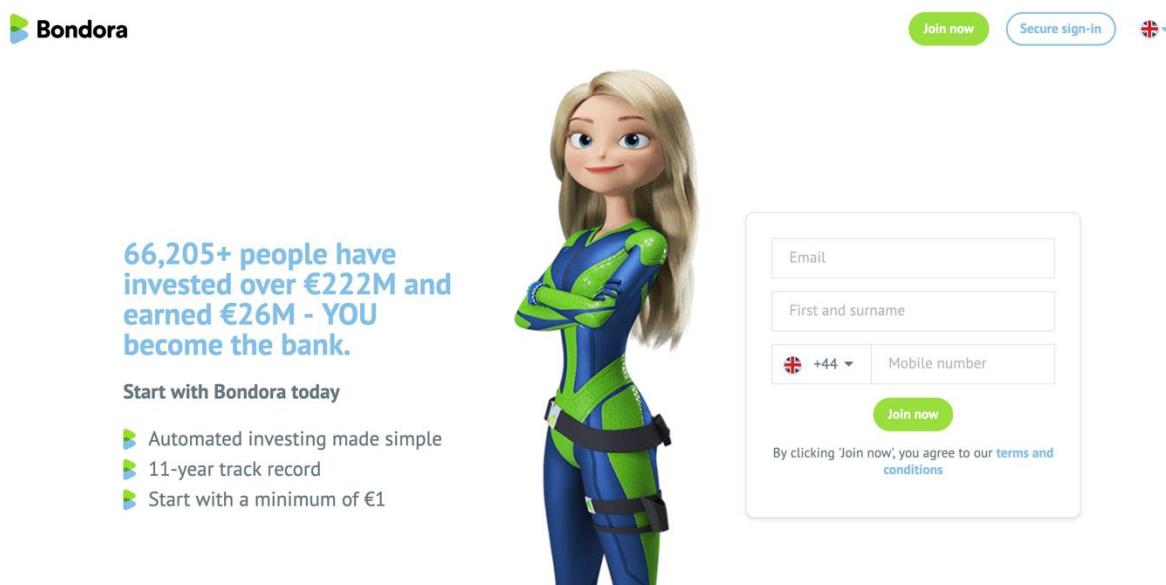 Bondora
Join now
Secure sign-in
66,205+ people have
invested over €222M and
earned €26M - YOU
become the bank.
Start with Bondora today
Automated investing made simple
11-year track record
Start with a minimum of €1
Email
First and surname
+44
Mobile number
Join now
By clicking 'Join now', you agree to our terms and
conditions